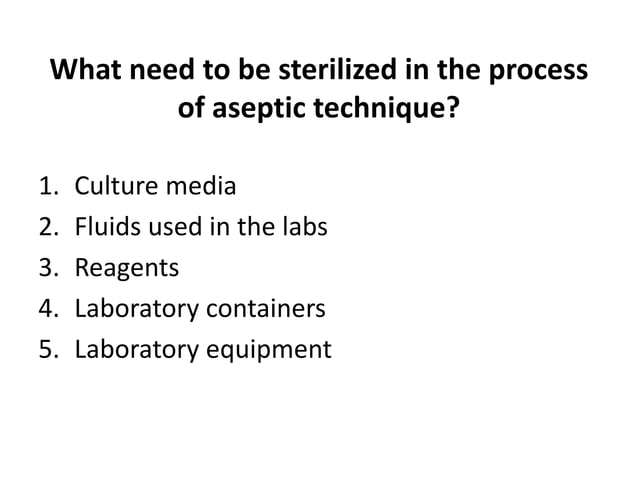 What need to be sterilized in the process
of aseptic technique?
1. Culture media
2. Fluids used in the labs
3. Reagents
4. Laboratory containers
5. Laboratory equipment